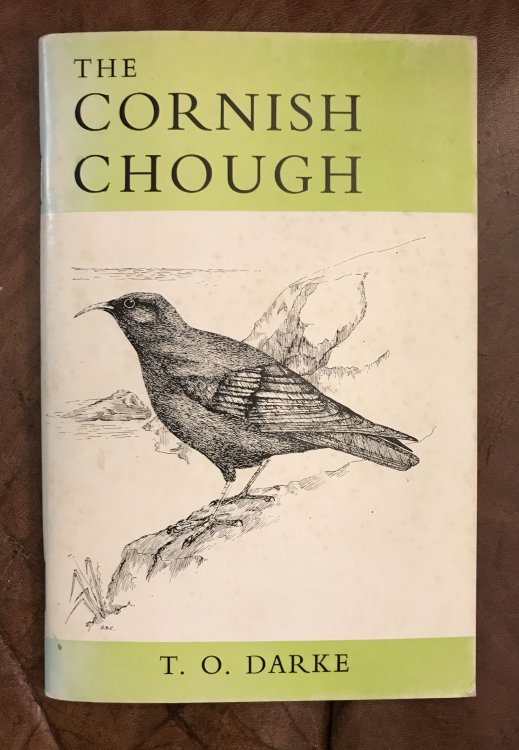 THE
CORNISH
CHOUGH
T. O. DARKE